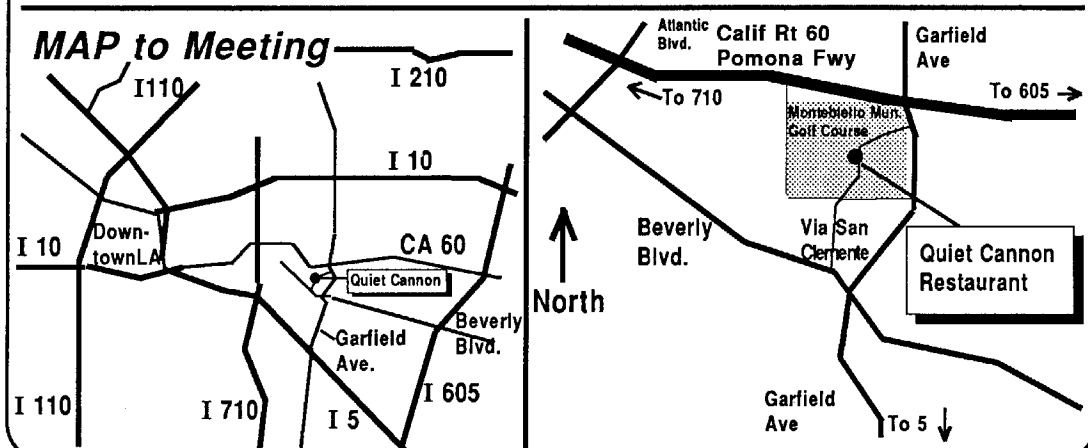 MAP to Meeting
I 210
I110
I 10
Down-
townLA
I 10
CA 60
Quiet Cannon
Garfield
Ave.
Beverly
Blvd.
I 110
I 710
I 5
I 605
Atlantic
Blvd.
Calif Rt 60
Pomona Fwy
Garfield
Ave
To 710
To 605
Montebello Mun.
Golf Course
Beverly
Blvd.
Via San
Clemente
Quiet Cannon
Restaurant
North
Garfield
Ave
To 5